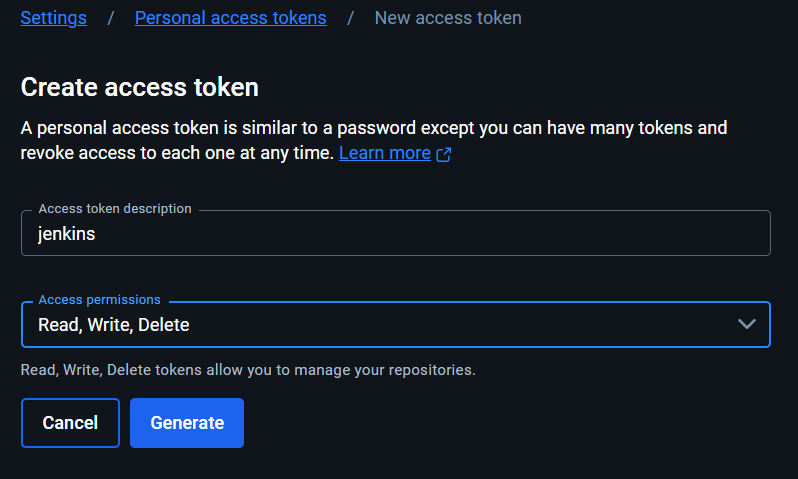 Settings / Personal access tokens / New access token
Create access token
A personal access token is similar to a password except you can have many tokens and
revoke access to each one at any time. Learn more
Access token description
jenkins
Access permissions
Read, Write, Delete
Read, Write, Delete tokens allow you to manage your repositories.
Cancel Generate